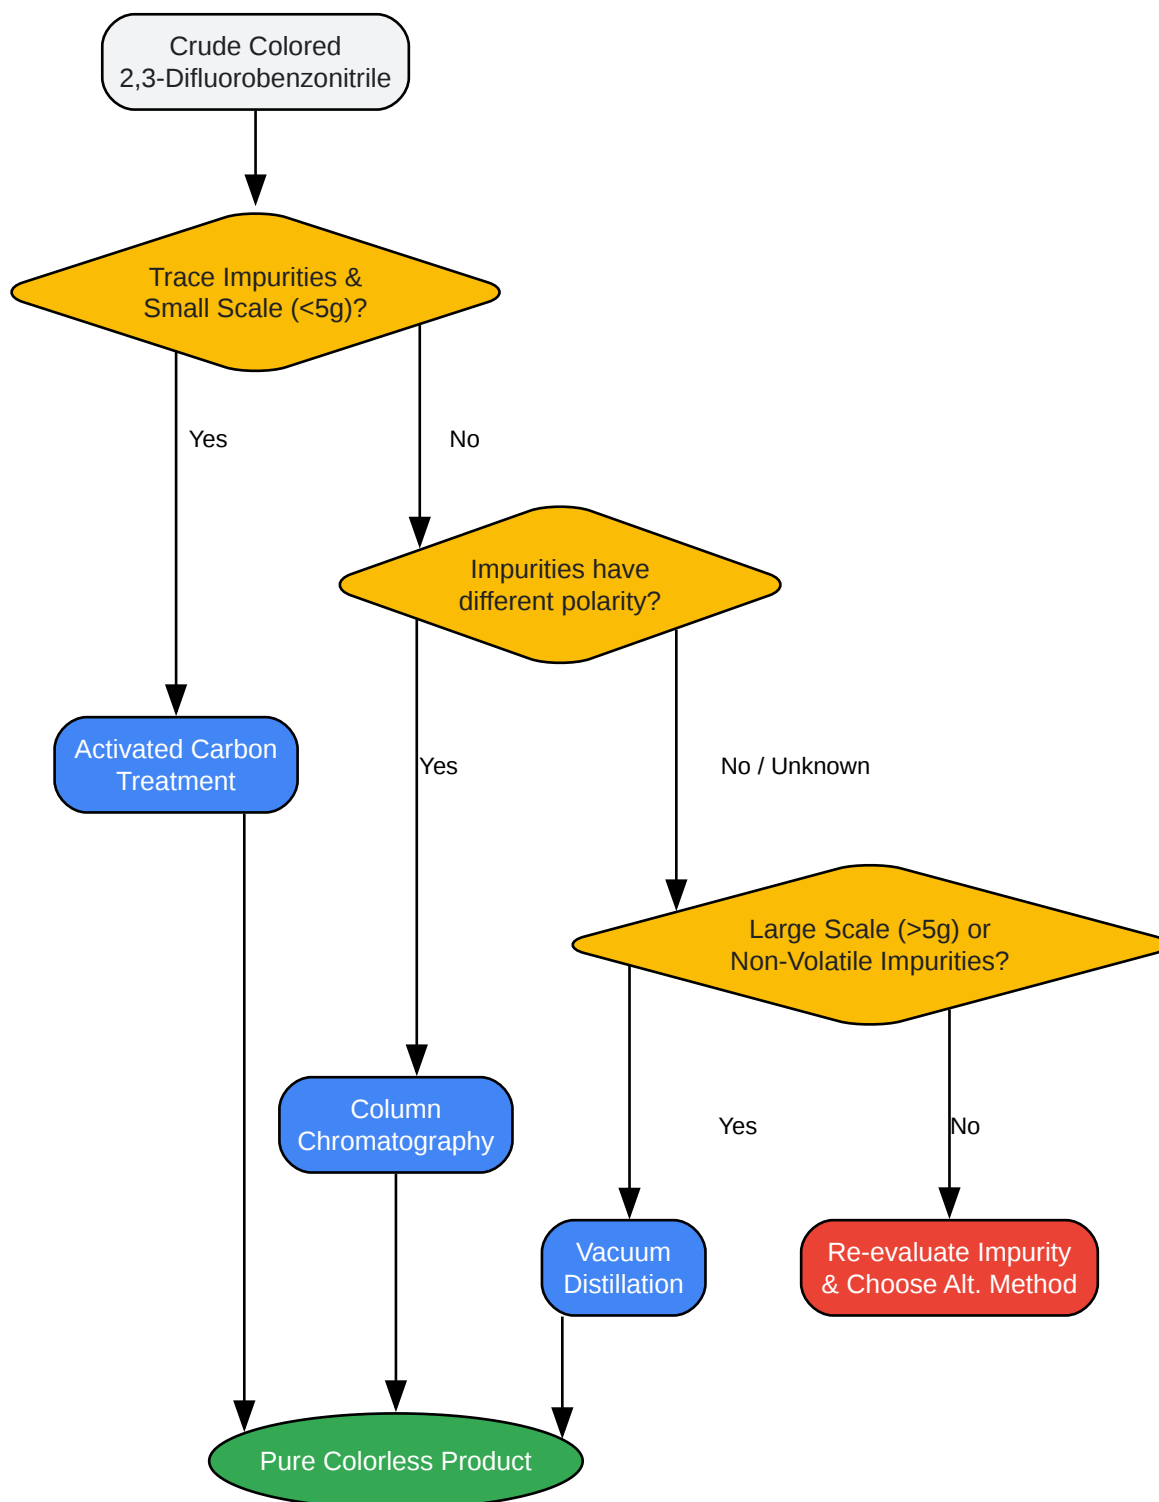 Crude Colored
2,3-Difluorobenzonitrile
Trace Impurities &
Small Scale (<5g)?
Yes
No
Impurities have
different polarity?
Activated Carbon
Treatment
Yes
No / Unknown
Large Scale (>5g) or
Non-Volatile Impurities?
Column
Chromatography
Yes
No
Vacuum
Distillation
Re-evaluate Impurity
& Choose Alt. Method
Pure Colorless Product